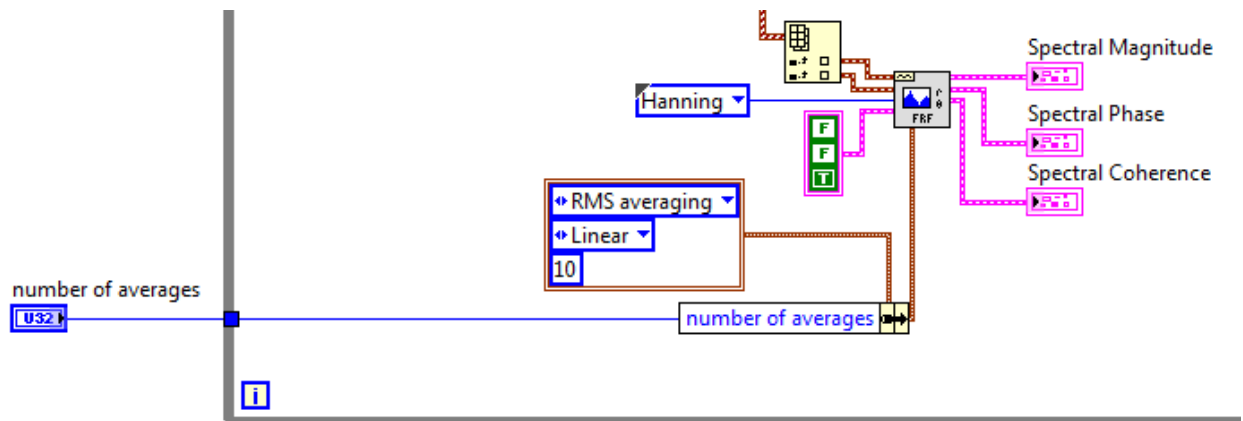 Spectral Magnitude
Hanning
FRF
r
θ
Spectral Phase
F
F
T
Spectral Coherence
RMS averaging
Linear
10
number of averages
U32
number of averages
i